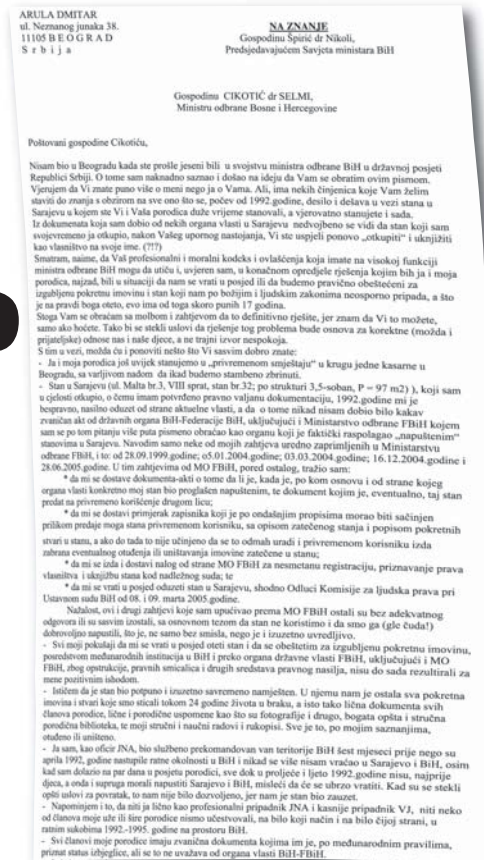 ARULA DMITAR
ul. Neznanog junaka 38.
11105 B E O G R A D
S r b i j a
NA ZNANJE
Gospodinu Špirić dr Nikoli,
Predsjedavajućem Savjeta ministara BiH
Gospodinu CIKOTIĆ dr SELMI,
Ministru odbrane Bosne i Hercegovine
Poštovani gospodine Cikotiću,
Nisam bio u Beogradu kada ste prošle jeseni bili u svojstvu ministra odbrane BiH u državnoj posjeti
Republici Srbiji. O tome sam naknadno saznao i došao na ideju da Vam se obratim ovim pismom.
Vjerujem da Vi znate puno više o meni nego ja o Vama. Ali, ima nekih činjenica koje Vam želim
staviti do znanja s obzirom na sve ono što se, počev od 1992.godine, desilo i dešava u vezi stana u
Sarajevu u kojem ste Vi i Vaša porodica duže vrijeme stanovali, a vjerovatno stanujete i sada.
Iz dokumenata koja sam dobio od nekih organa vlasti u Sarajevu nedvojbeno se vidi da stan koji sam
svojevremeno ja otkupio, nakon Vašeg upornog nastojanja, Vi ste uspjeli ponovo „otkupiti" i uknjižiti
kao vlasništvo na svoje ime. (?!?)
Smatram, naime, da Vaš profesionalni i moralni kodeks i ovlašćenja koja imate na visokoj funkciji
ministra odbrane BiH mogu da utiču i, uvjeren sam, u konačnom opredjele rješenja kojim bih ja i moja
porodica, najzad, bili u situaciji da nam se vrati u posjed ili da budemo pravično obeštećeni za
izgubljenu pokretnu imovinu i stan koji nam po božijim i ljudskim zakonima neosporno pripada, a što
je na pravdi boga oteto, evo ima od toga skoro punih 17 godina.
Stoga Vam se obraćam sa molbom i zahtjevom da to definitivno rješite, jer znam da Vi to možete,
samo ako hoćete. Tako bi se stekli uslovi da rješenje tog problema bude osnova za korektne (možda i
prijateljske) odnose nas i naše djece, a ne trajni izvor nespokoja.
S tim u vezi, možda ću i ponoviti nešto što Vi sasvim dobro znate:
- Ja i moja porodica još uvijek stanujemo u „privremenom smještaju" u krugu jedne kasarne u
Beogradu, sa varljivom nadom da ikad budemo stambeno zbrinuti.
- Stan u Sarajevu (ul. Malta br.3, VIII sprat, stan br.32; po strukturi 3,5-soban, P = 97 m2) ), koji sam
u cjelosti otkupio, o čemu imam potvrđeno pravno valjanu dokumentaciju, 1992.godine mi je
bespravno, nasilno oduzet od strane aktuelne vlasti, a da o tome nikad nisam dobio bilo kakav
zvaničan akt od državnih organa BiH-Federacije BiH, uključujući i Ministarstvo odbrane FBiH kojem
sam se po tom pitanju više puta pismeno obraćao kao organu koji je faktički raspolagao „napuštenim"
stanovima u Sarajevu. Navodim samo neke od mojih zahtjeva uredno zaprimljenih u Ministarstvu
odbrane FBiH, i to: od 28.09.1999.godine; o5.01.2004.godine; 03.03.2004.godine; 16.12.2004.godine i
28.06.2005.godine. U tim zahtjevima od MO FBiH, pored ostalog, tražio sam:
* da mi se dostave dokumenta-akti o tome da li je, kada je, po kom osnovu i od strane kojeg
organa vlasti konkretno moj stan bio proglašen napuštenim, te dokument kojim je, eventualno, taj stan
predat na privremeno korišćenje drugom licu;
* da mi se dostavi primjerak zapisnika koji je po ondašnjim propisima morao biti sačinjen
prilikom predaje moga stana privremenom korisniku, sa opisom zatečenog stanja i popisom pokretnih
stvari u stanu, a ako do tada to nije učinjeno da se to odmah uradi i privremenom korisniku izda
zabrana eventualnog otuđenja ili uništavanja imovine zatečene u stanu;
* da mi se izda i dostavi nalog od strane MO FBiH za nesmetanu registraciju, priznavanje prava
vlasništva i uknjižbu stana kod nadležnog suda; te
* da mi se vrati u posjed oduzeti stan u Sarajevu, shodno Odluci Komisije za ljudska prava pri
Ustavnom sudu BiH od 08. i 09. marta 2005.godine.
Nažalost, ovi i drugi zahtjevi koje sam upućivao prema MO FBiH ostali su bez adekvatnog
odgovora ili su sasvim izostali, sa osnovnom tezom da stan ne koristimo i da smo ga (gle čuda!)
dobrovoljno napustili, što je, ne samo bez smisla, nego je i izuzetno uvredljivo.
- Svi moji pokušaji da mi se vrati u posjed oteti stan i da se obeštetim za izgubljenu pokretnu imovinu,
posredstvom međunarodnih institucija u BiH i preko organa državne vlasti FBiH, uključujući i MO
FBiH, zbog opstrukcije, pravnih smicalica i drugih sredstava pravnog nasilja, nisu do sada rezultirali za
mene pozitivnim ishodom.
- Ističem da je stan bio potpuno i izuzetno savremeno namješten. U njemu nam je ostala sva pokretna
imovina i stvari koje smo sticali tokom 24 godine života u braku, a isto tako lična dokumenta svih
članova porodice, lične i porodične uspomene kao što su fotografije i drugo, bogata opšta i stručna
porodična biblioteka, te moji stručni i naučni radovi i rukopisi. Sve je to, po mojim saznanjima,
otuđeno ili uništeno.
- Ja sam, kao oficir JNA, bio službeno prekomandovan van teritorije BiH šest mjeseci prije nego su
aprila 1992, godine nastupile ratne okolnosti u BiH i nikad se više nisam vraćao u Sarajevo i BiH, osim
kad sam dolazio na par dana u posjetu porodici, sve dok u proljeće i ljeto 1992.godine nisu, najprije
djeca, a onda i supruga morali napustiti Sarajevo i BiH, misleći da će se ubrzo vratiti. Kad su se stekli
opšti uslovi za povratak, to nam nije bilo dozvoljeno, jer nam je stan bio zauzet.
- Napominjem i to, da niti ja lično kao profesionalni pripadnik JNA i kasnije pripadnik VJ, niti neko
od članova moje uže ili šire porodice nismo učestvovali, na bilo koji način i na bilo čijoj strani, u
ratnim sukobima 1992.-1995. godine na prostoru BiH.
- Svi članovi moje porodice imaju zvanična dokumenta kojima im je, po međunarodnim pravilima,
priznat status izbjeglice, ali se to ne uvažava od organa vlasti BiH-FBiH.